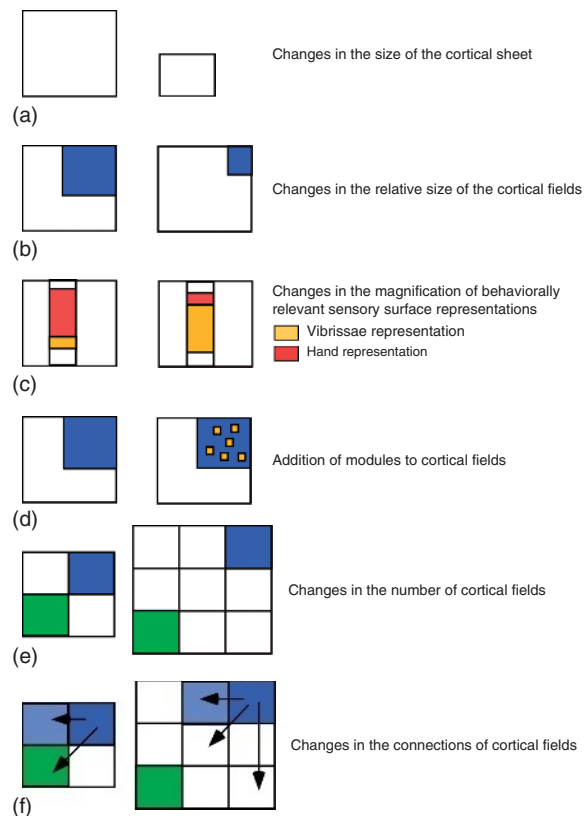 Changes in the size of the cortical sheet
(a)
Changes in the relative size of the cortical fields
(b)
Changes in the magnification of behaviorally
relevant sensory surface representations
Vibrissae representation
Hand representation
(c)
Addition of modules to cortical fields
(d)
Changes in the number of cortical fields
(e)
Changes in the connections of cortical fields
(f)